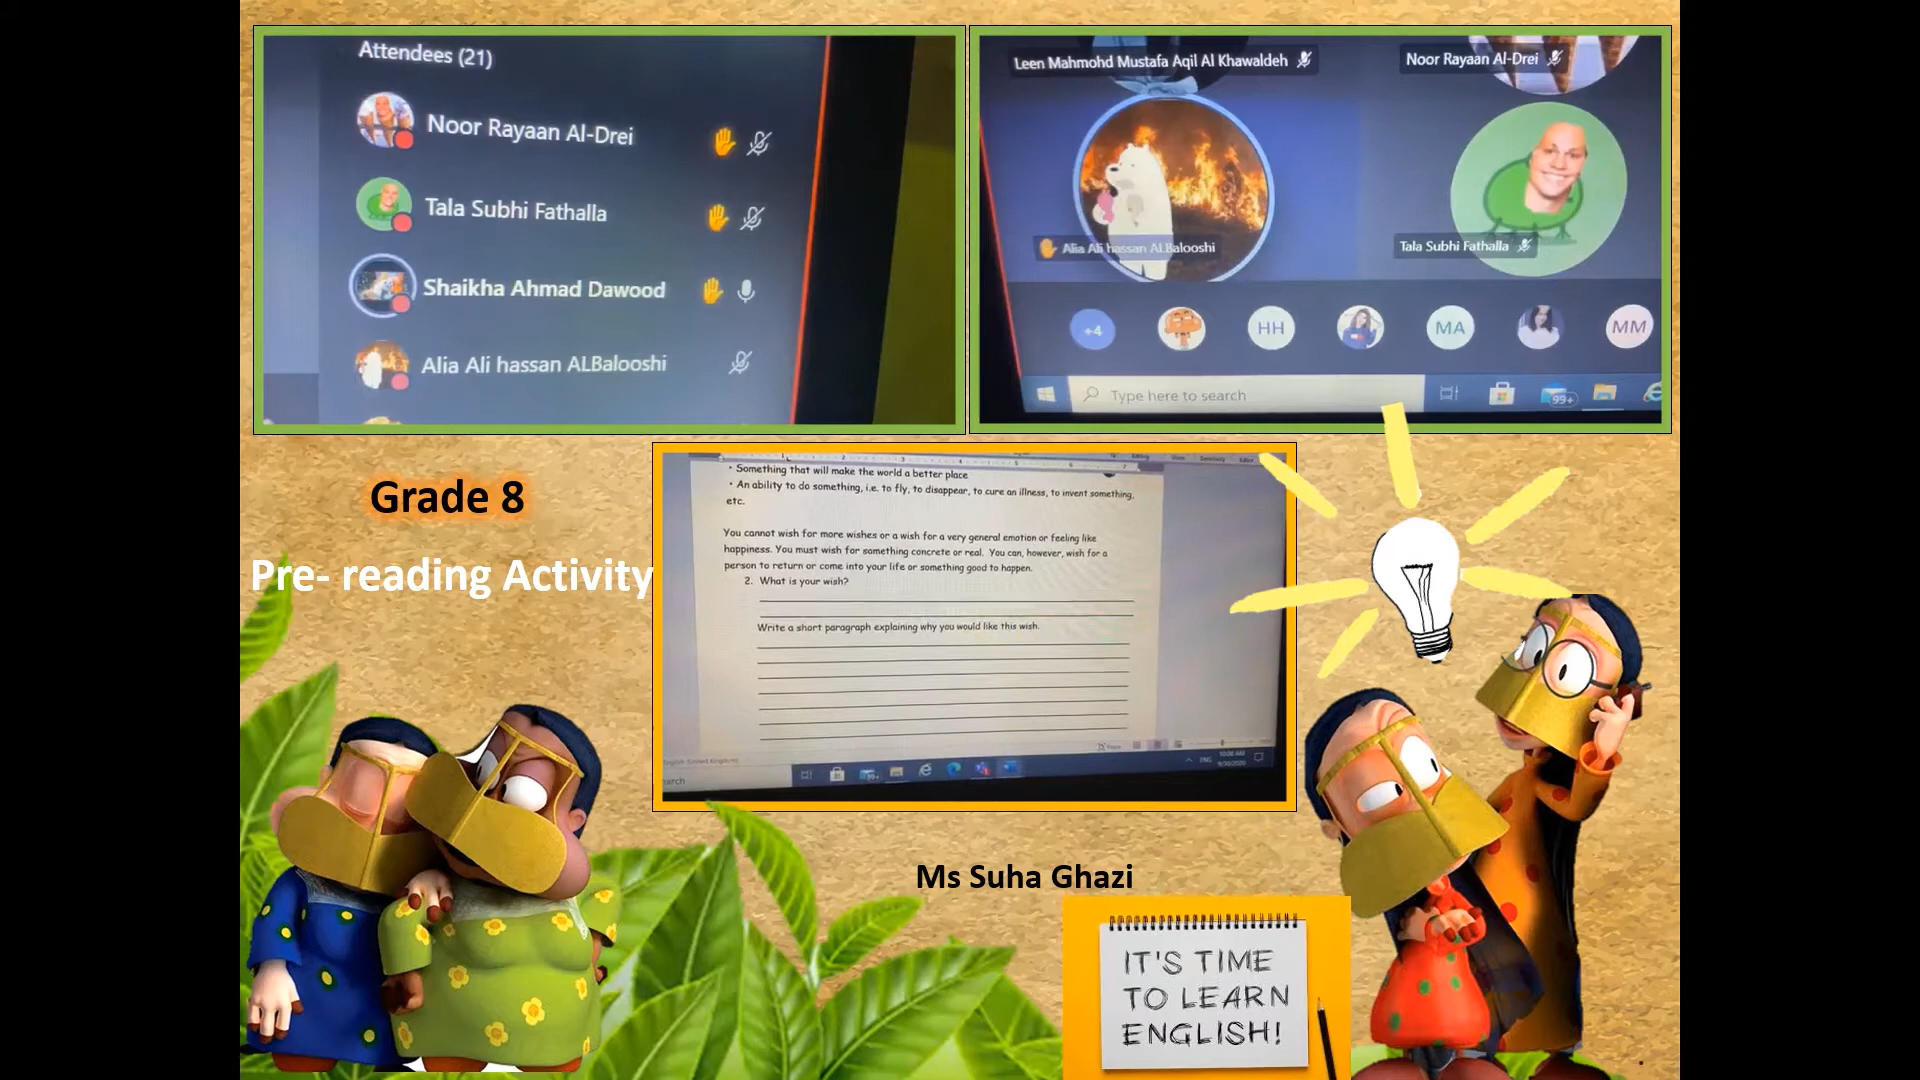 Attendees (21)
Noor Rayaan Al-Drei
Tala Subhi Fathalla
Shaikha Ahmad Dawood
Alia Ali hassan ALBalooshi
Leen Mahmohd Mustafa Aqil Al Khawaldeh
Noor Rayaan Al-Drei
Alia Ali hassan ALBalooshi
Tala Subhi Fathalla
+4
HH
MA
MM
Type here to search
99+
Grade 8
Pre- reading Activity
• Something that will make the world a better place
• An ability to do something, i.e. to fly, to disappear, to cure an illness, to invent something,
etc.
You cannot wish for more wishes or a wish for a very general emotion or feeling like
happiness. You must wish for something concrete or real. You can, however, wish for a
person to return or come into your life or something good to happen.
2. What is your wish?
Write a short paragraph explaining why you would like this wish.
ENG
Ms Suha Ghazi
IT'S TIME
TO LEARN
ENGLISH!